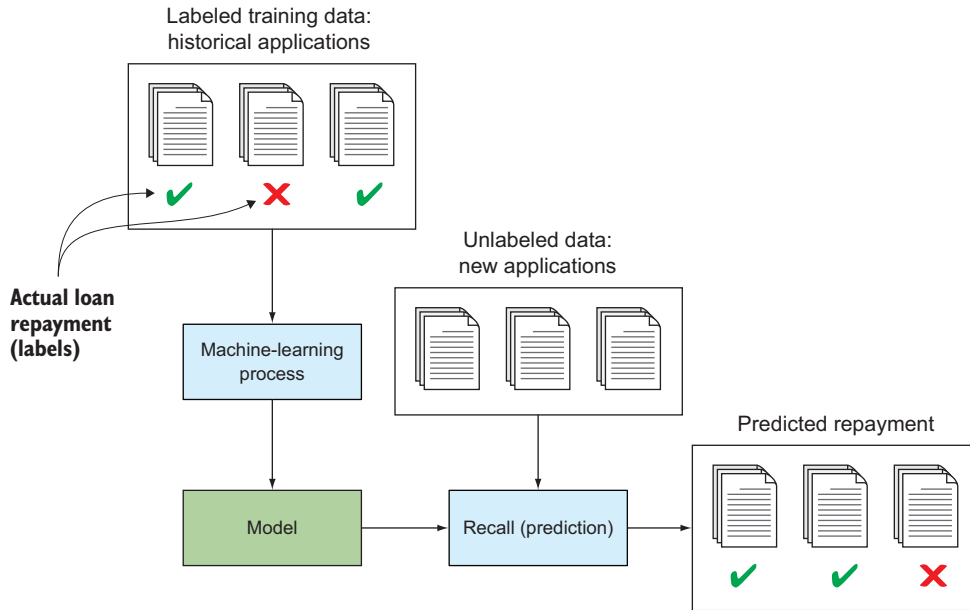 Labeled training data:
historical applications
Unlabeled data:
new applications
Actual loan
repayment
(labels)
Machine-learning
process
Predicted repayment
Model
Recall (prediction)